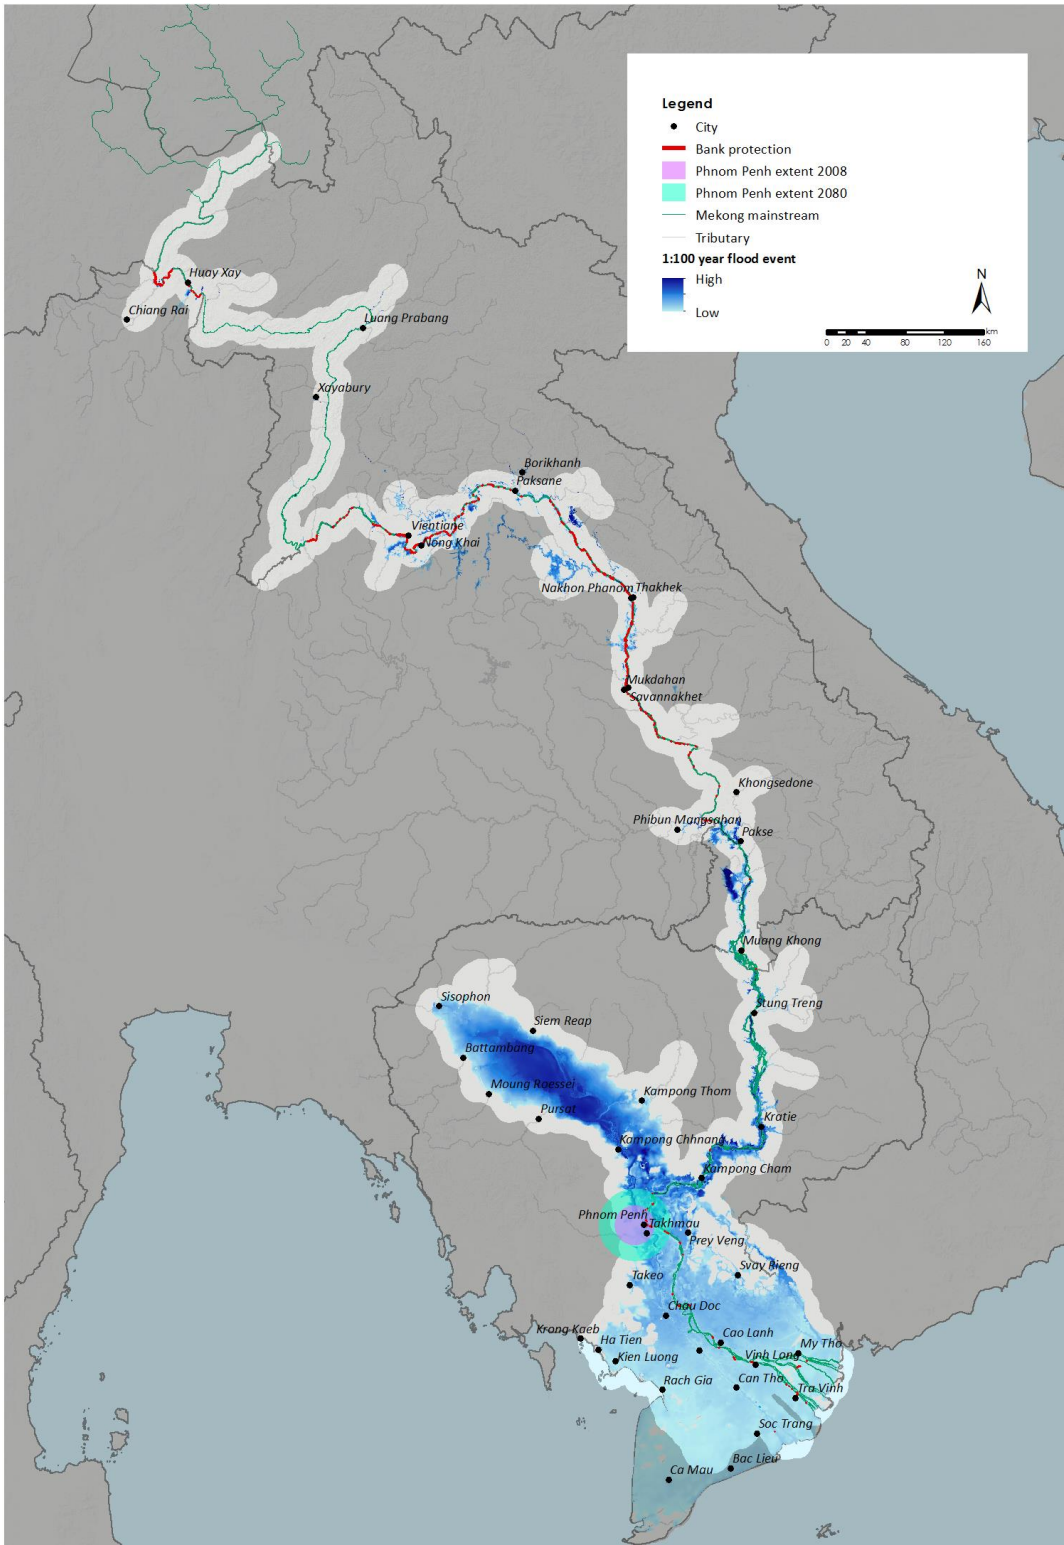 Legend
City
Bank protection
Phnom Penh extent 2008
Phnom Penh extent 2080
Mekong mainstream
Tributary
1:100 year flood event
High
Low
N
km
0 20 40 80 120 160
Huay Xay
Chiang Rai
Luang Prabang
Xayabury
Borikhanh
Paksane
Vientiane
Nong Khai
Nakhon Phanom
Thakhek
Mukdahan
Savannakhet
Khongsedone
Phibun Mangsahan
Pakse
Muang Khong
Sisophon
Stung Treng
Siem Reap
Battambang
Moung Roessei
Kampong Thom
Pursat
Kratie
Kampong Chhnang
Kampong Cham
Phnom Penh
Takhmau
Prey Veng
Svay Rieng
Takeo
Chau Doc
Krong Kaeb
Cao Lanh
Ha Tien
My Tho
Kien Luong
Vinh Long
Rach Gia
Can Tho
Tra Vinh
Soc Trang
Bac Lieu
Ca Mau